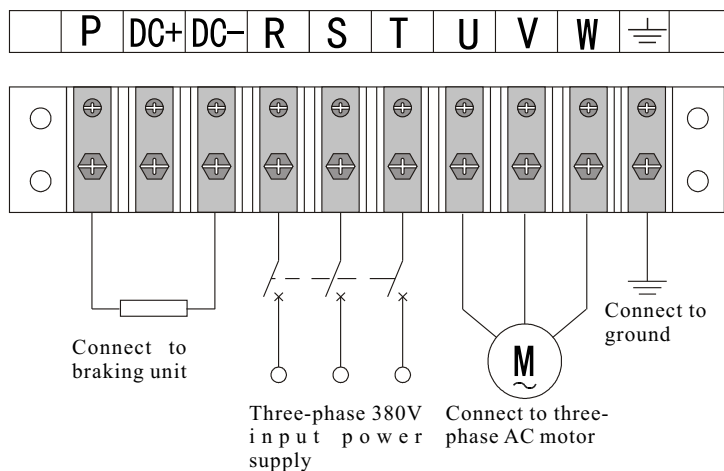 P DC+ DC- R S T U V W
Connect to
braking unit
Three-phase 380V
input power
supply
M
Connect to three-
phase AC motor
Connect to
ground